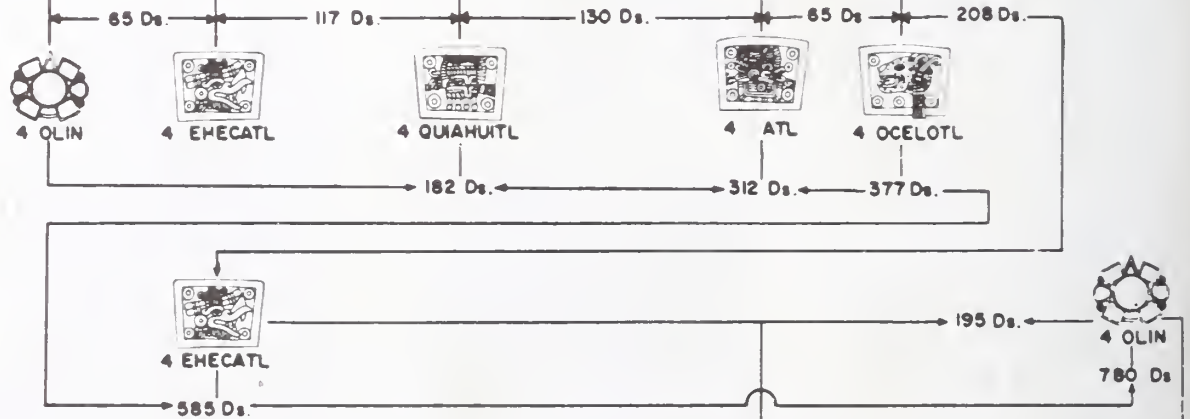 65 Ds. 117 Ds. 130 Ds. 65 Ds. 208 Ds.
4 OLIN 4 EHECATL 4 QUIAHUITL 4 ATL 4 OCELOTL
182 Ds. 312 Ds. 377 Ds.
195 Ds.
4 OLIN
4 EHECATL
780 Ds
585 Ds.